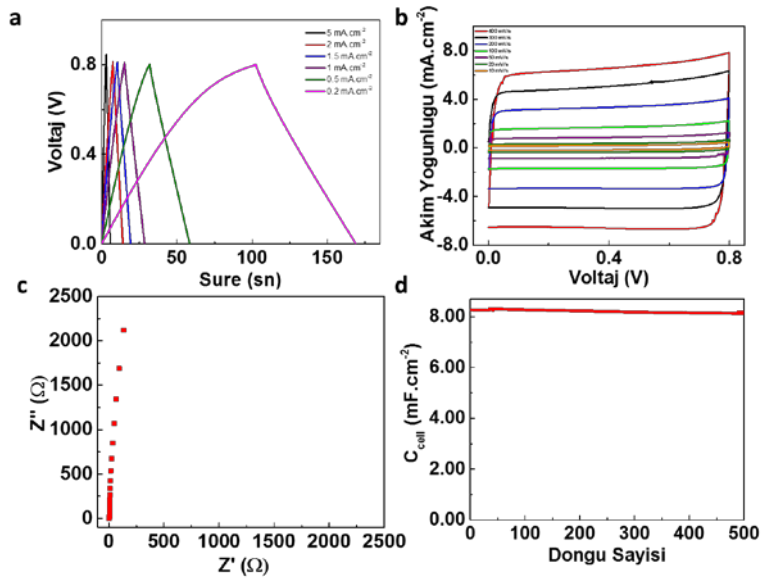 a
Voltaj (V)
0.8
0.4
0.0
0
50
100
150
Sure (sn)
5 mA.cm⁻²
2 mA.cm⁻²
1.5 mA.cm⁻²
1 mA.cm⁻²
0.5 mA.cm⁻²
0.2 mA.cm⁻²
b
Akim Yogunlugu (mA.cm⁻²)
8.0
4.0
0.0
-4.0
-8.0
0.0
0.4
0.8
Voltaj (V)
c
Z'' (Ω)
2500
2000
1500
1000
500
0
0
500
1000
1500
2000
2500
Z' (Ω)
d
C_cell (mF.cm⁻²)
8.00
6.00
4.00
2.00
0.00
0
100
200
300
400
500
Dongu Sayisi